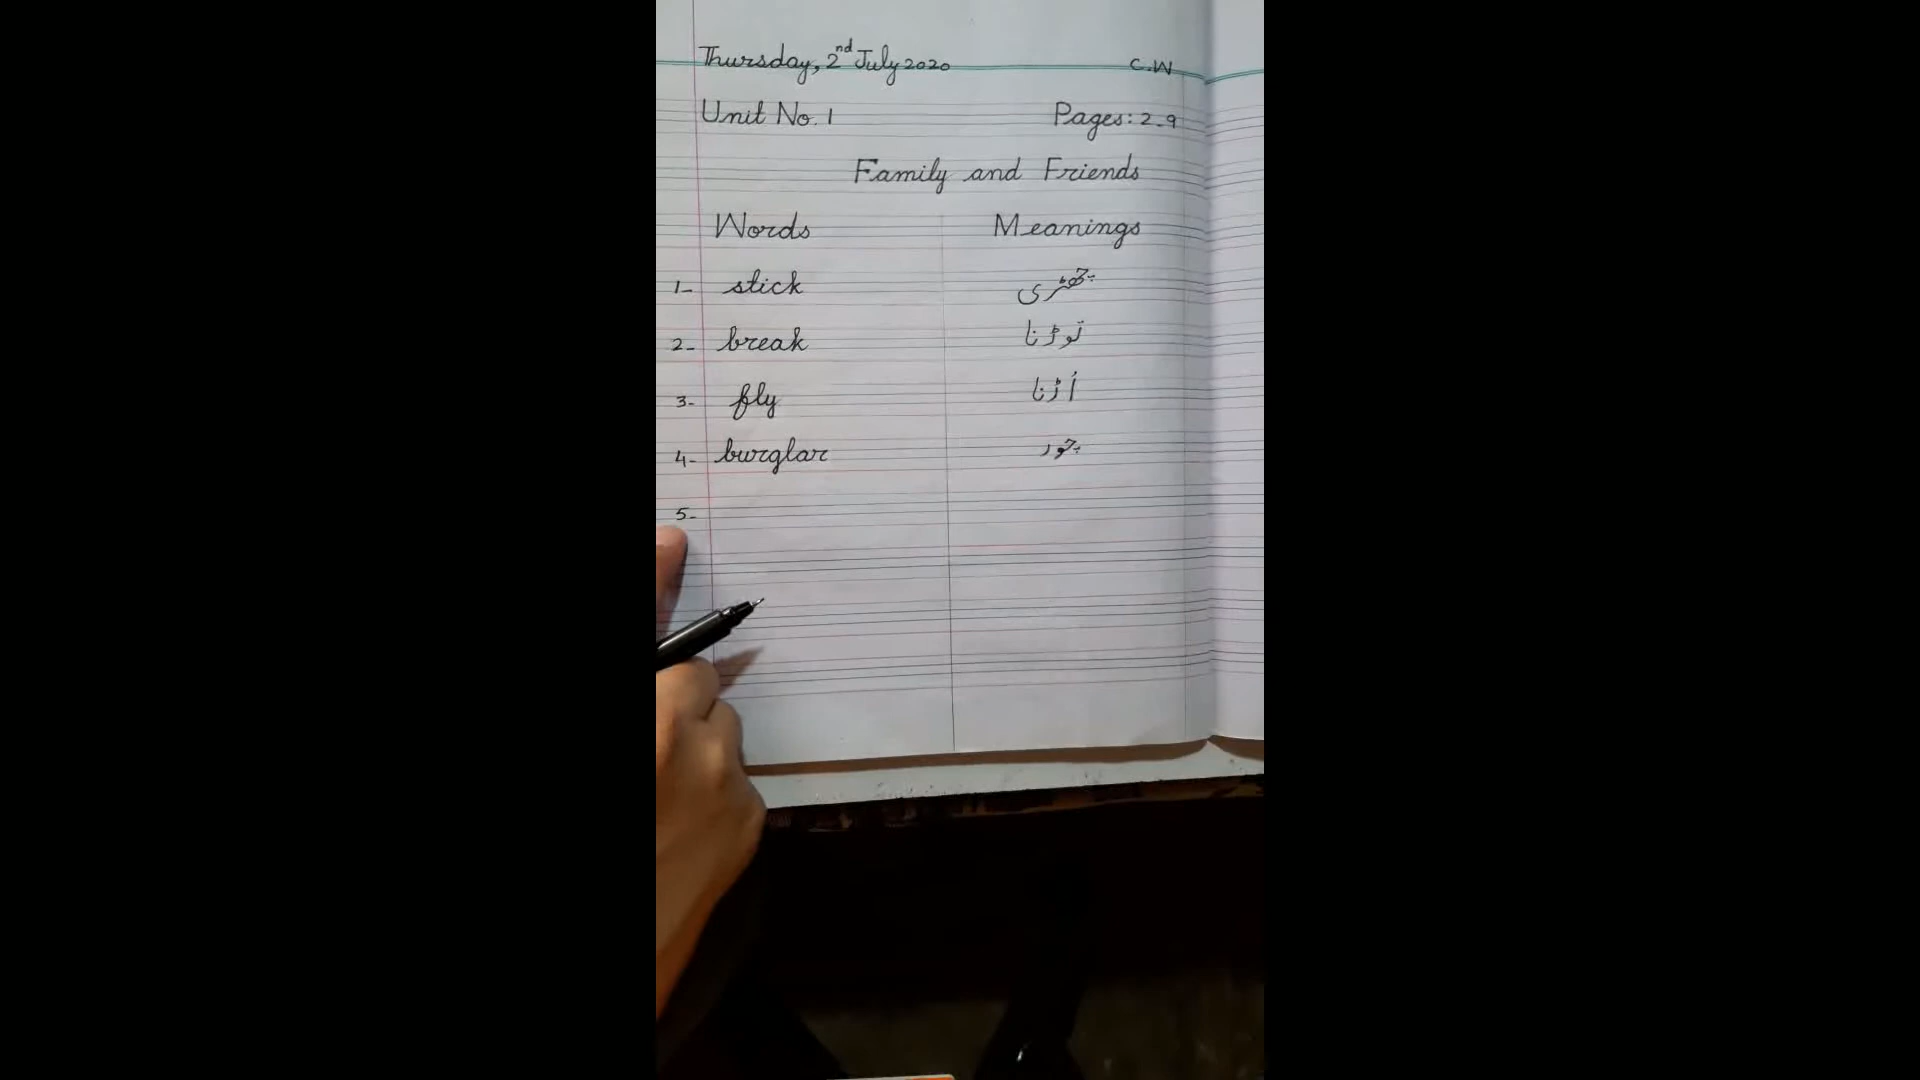 Thursday, 2nd July 2020 C.W
Unit No. 1 Pages: 2-9
Family and Friends
Words Meanings
1- stick چھڑی
2- break توڑنا
3- fly اُڑنا
4- burglar چور
5-